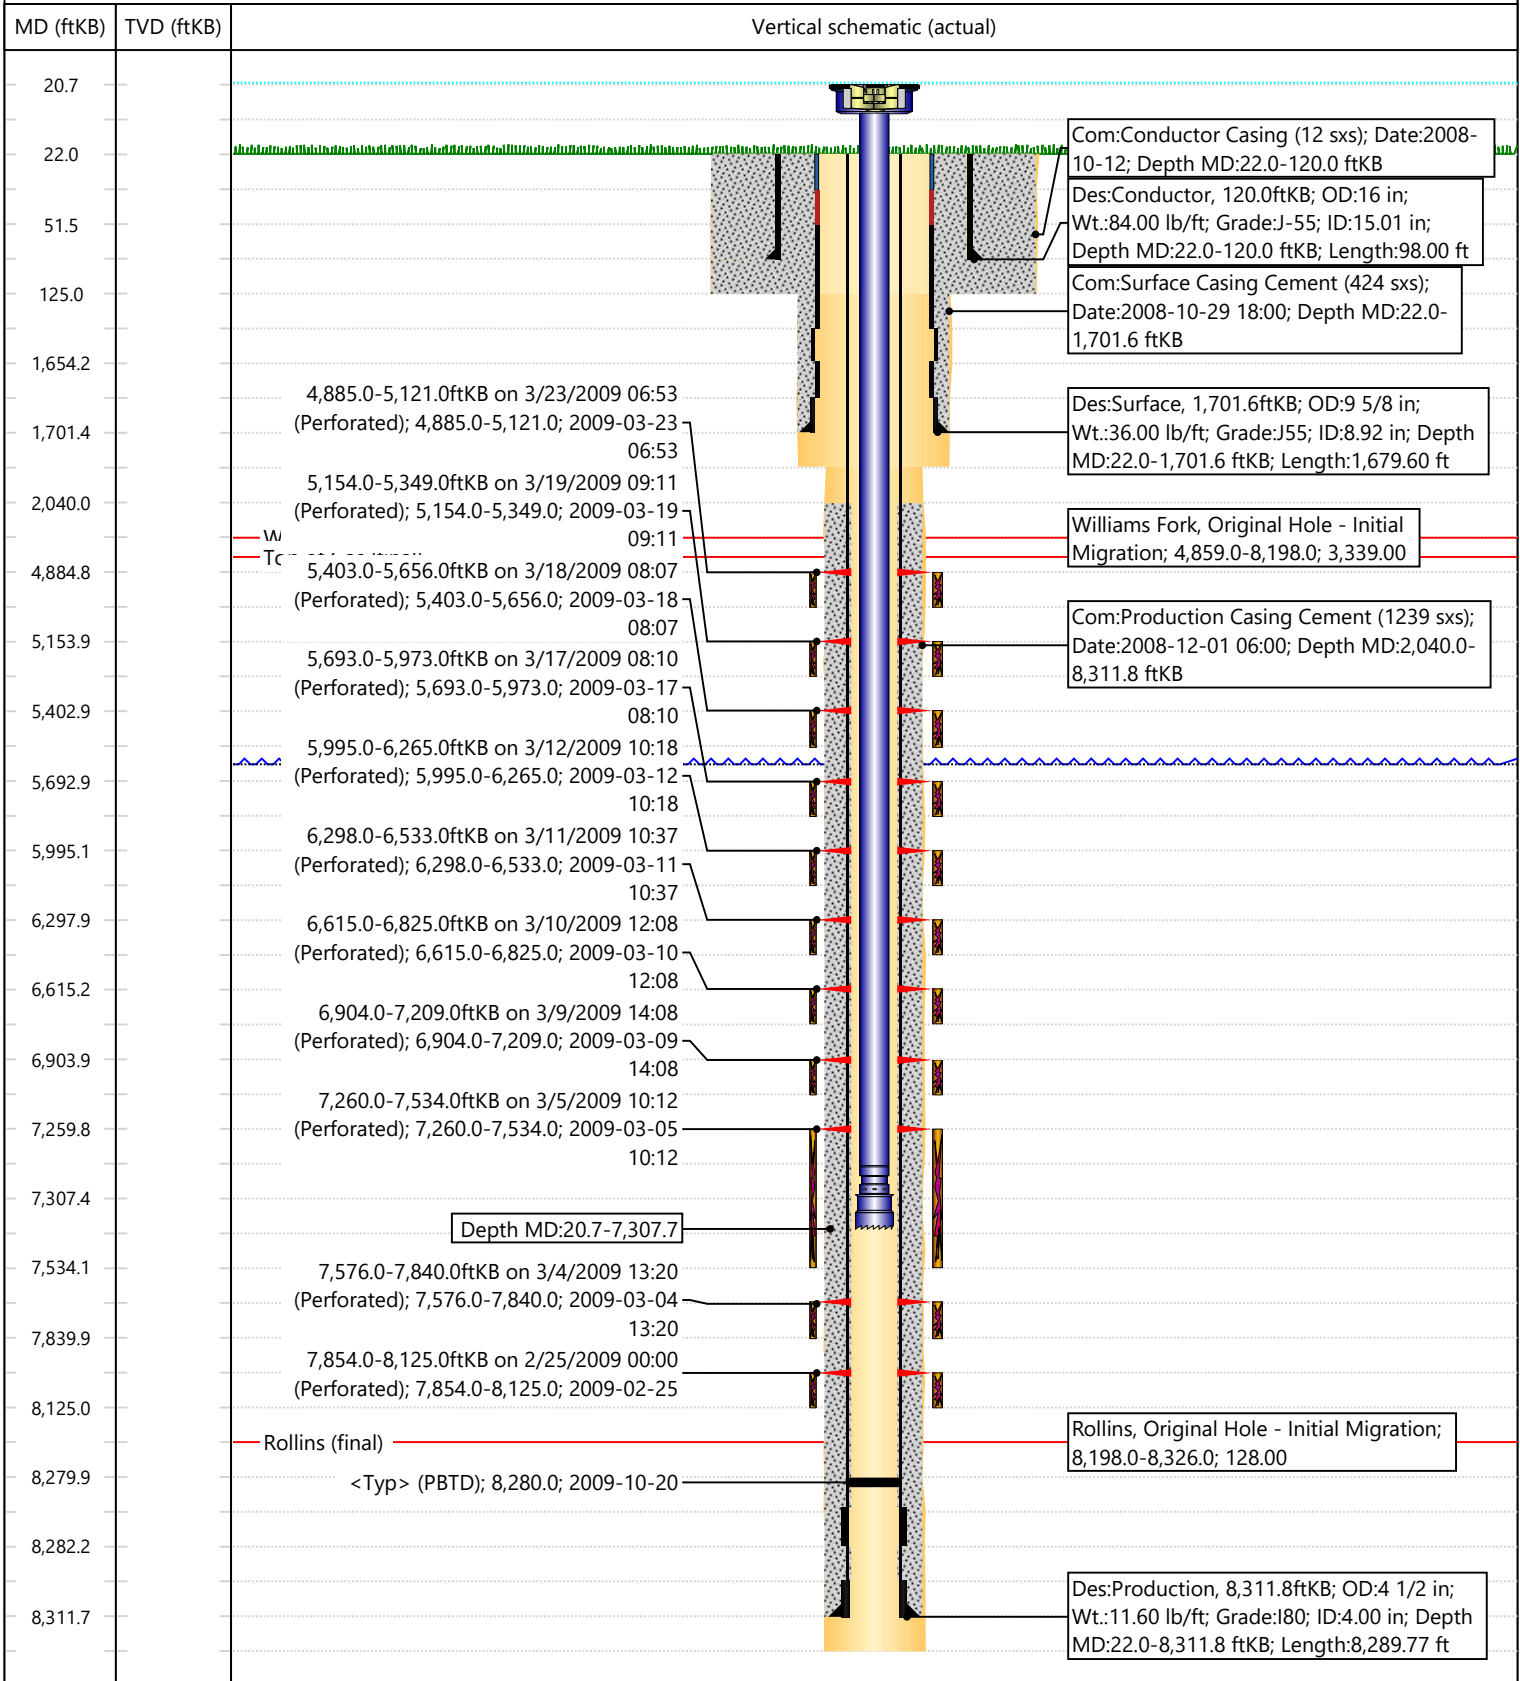 MD (ftKB) TVD (ftKB) Vertical schematic (actual)
20.7
22.0
51.5
125.0
1,654.2
1,701.4
2,040.0
4,884.8
5,153.9
5,402.9
5,692.9
5,995.1
6,297.9
6,615.2
6,903.9
7,259.8
7,307.4
7,534.1
7,839.9
8,125.0
8,279.9
8,282.2
8,311.7
4,885.0-5,121.0ftKB on 3/23/2009 06:53
(Perforated); 4,885.0-5,121.0; 2009-03-23
06:53
5,154.0-5,349.0ftKB on 3/19/2009 09:11
(Perforated); 5,154.0-5,349.0; 2009-03-19
09:11
5,403.0-5,656.0ftKB on 3/18/2009 08:07
(Perforated); 5,403.0-5,656.0; 2009-03-18
08:07
5,693.0-5,973.0ftKB on 3/17/2009 08:10
(Perforated); 5,693.0-5,973.0; 2009-03-17
08:10
5,995.0-6,265.0ftKB on 3/12/2009 10:18
(Perforated); 5,995.0-6,265.0; 2009-03-12
10:18
6,298.0-6,533.0ftKB on 3/11/2009 10:37
(Perforated); 6,298.0-6,533.0; 2009-03-11
10:37
6,615.0-6,825.0ftKB on 3/10/2009 12:08
(Perforated); 6,615.0-6,825.0; 2009-03-10
12:08
6,904.0-7,209.0ftKB on 3/9/2009 14:08
(Perforated); 6,904.0-7,209.0; 2009-03-09
14:08
7,260.0-7,534.0ftKB on 3/5/2009 10:12
(Perforated); 7,260.0-7,534.0; 2009-03-05
10:12
Depth MD:20.7-7,307.7
7,576.0-7,840.0ftKB on 3/4/2009 13:20
(Perforated); 7,576.0-7,840.0; 2009-03-04
13:20
7,854.0-8,125.0ftKB on 2/25/2009 00:00
(Perforated); 7,854.0-8,125.0; 2009-02-25
Rollins (final)
<Typ> (PBTD); 8,280.0; 2009-10-20
Com:Conductor Casing (12 sxs); Date:2008-
10-12; Depth MD:22.0-120.0 ftKB
Des:Conductor, 120.0ftKB; OD:16 in;
Wt.:84.00 lb/ft; Grade:J-55; ID:15.01 in;
Depth MD:22.0-120.0 ftKB; Length:98.00 ft
Com:Surface Casing Cement (424 sxs);
Date:2008-10-29 18:00; Depth MD:22.0-
1,701.6 ftKB
Des:Surface, 1,701.6ftKB; OD:9 5/8 in;
Wt.:36.00 lb/ft; Grade:J55; ID:8.92 in; Depth
MD:22.0-1,701.6 ftKB; Length:1,679.60 ft
Williams Fork, Original Hole - Initial
Migration; 4,859.0-8,198.0; 3,339.00
Com:Production Casing Cement (1239 sxs);
Date:2008-12-01 06:00; Depth MD:2,040.0-
8,311.8 ftKB
Rollins, Original Hole - Initial Migration;
8,198.0-8,326.0; 128.00
Des:Production, 8,311.8ftKB; OD:4 1/2 in;
Wt.:11.60 lb/ft; Grade:I80; ID:4.00 in; Depth
MD:22.0-8,311.8 ftKB; Length:8,289.77 ft